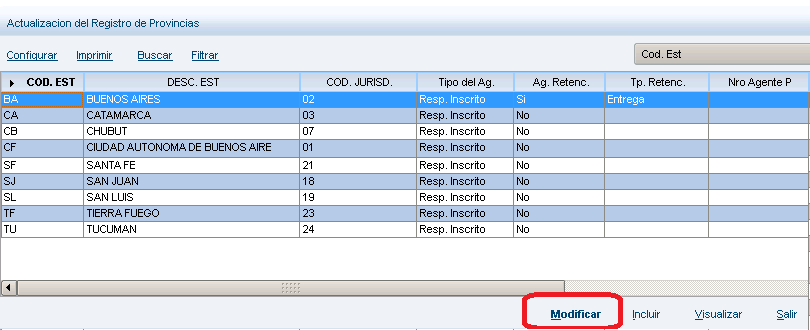 Actualizacion del Registro de Provincias
Configurar Imprimir Buscar Filtrar Cod. Est
COD. EST DESC. EST COD. JURISD. Tipo del Ag. Ag. Retenc. Tp. Retenc. Nro Agente P
BA BUENOS AIRES 02 Resp. Inscrito Si Entrega
CA CATAMARCA 03 Resp. Inscrito No
CB CHUBUT 07 Resp. Inscrito No
CF CIUDAD AUTONOMA DE BUENOS AIRE 01 Resp. Inscrito No
SF SANTA FE 21 Resp. Inscrito No
SJ SAN JUAN 18 Resp. Inscrito No
SL SAN LUIS 19 Resp. Inscrito No
TF TIERRA FUEGO 23 Resp. Inscrito No
TU TUCUMAN 24 Resp. Inscrito No
Modificar Incluir Visualizar Salir